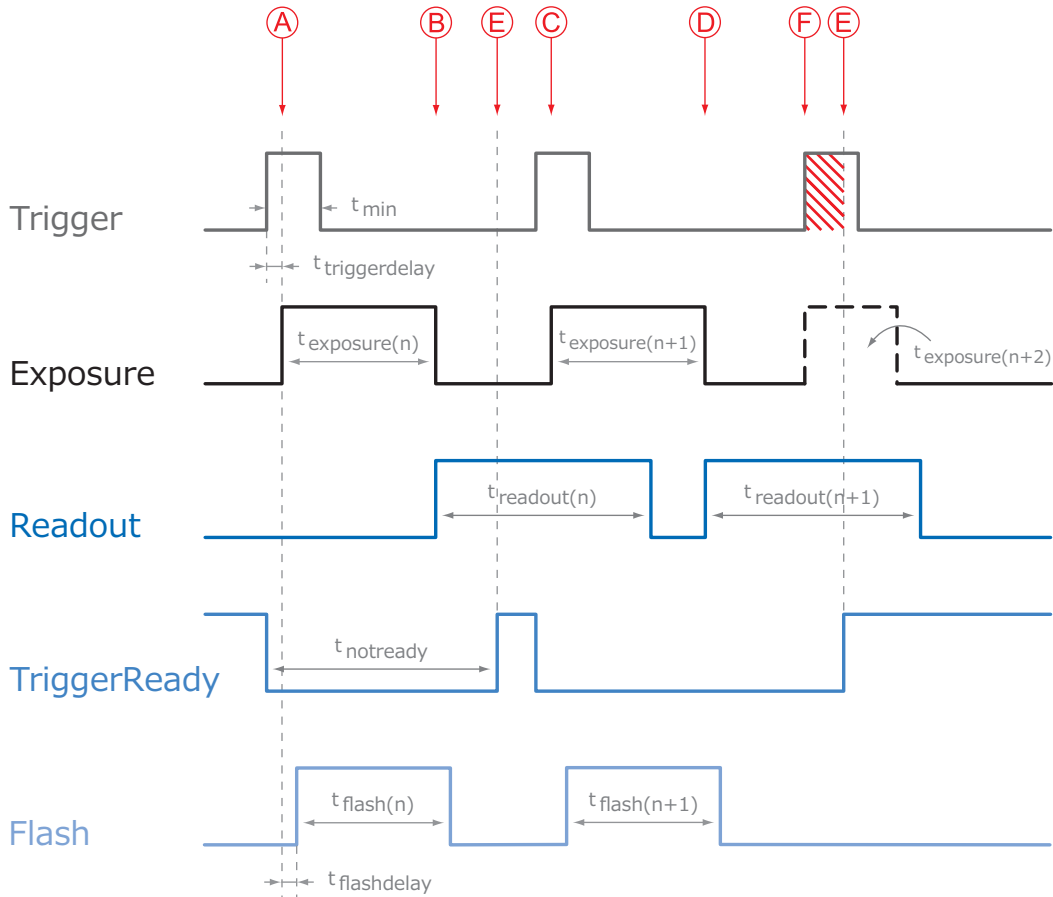 A B E C D F E
Trigger
t min
t triggerdelay
Exposure
t exposure(n)
t exposure(n+1)
t exposure(n+2)
Readout
t readout(n)
t readout(n+1)
TriggerReady
t notready
Flash
t flash(n)
t flash(n+1)
t flashdelay